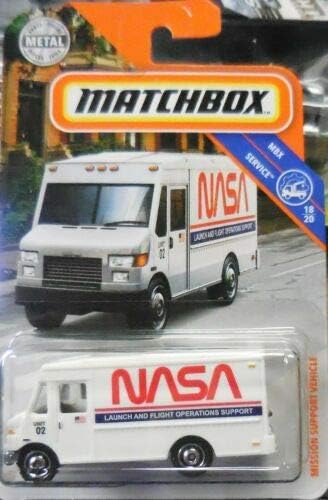 METAL
MATCHBOX
MBX
SERVICE
18
20
NASA
LAUNCH AND FLIGHT OPERATIONS SUPPORT
UNIT
02
MISSION SUPPORT VEHICLE
NASA
LAUNCH AND FLIGHT OPERATIONS SUPPORT
UNIT
02